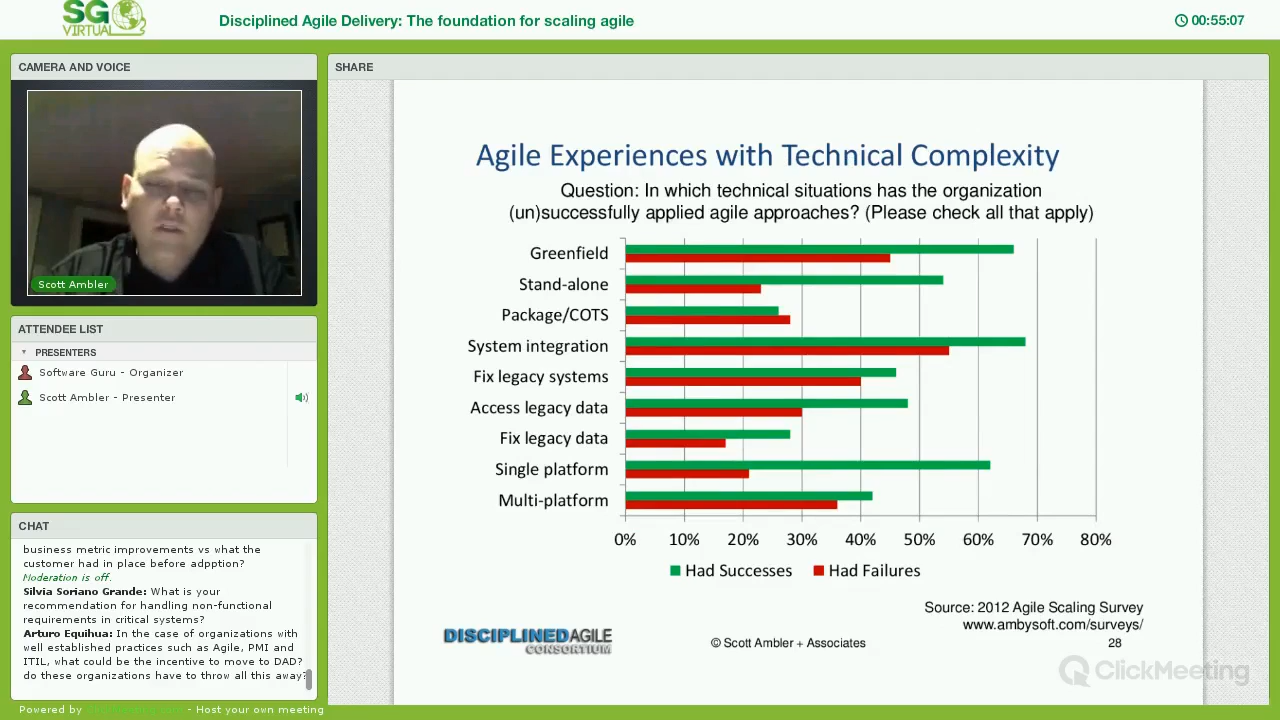 SG
VIRTUAL
Disciplined Agile Delivery: The foundation for scaling agile
00:55:07
CAMERA AND VOICE
Scott Ambler
ATTENDEE LIST
PRESENTERS
Software Guru - Organizer
Scott Ambler - Presenter
CHAT
business metric improvements vs what the
customer had in place before adpption?
Moderation is off.
Silvia Soriano Grande: What is your
recommendation for handling non-functional
requirements in critical systems?
Arturo Equihua: In the case of organizations with
well established practices such as Agile, PMI and
ITIL, what could be the incentive to move to DAD?
do these organizations have to throw all this away?
Powered by - Host your own meeting
SHARE
Agile Experiences with Technical Complexity
Question: In which technical situations has the organization
(un)successfully applied agile approaches? (Please check all that apply)
Greenfield
Stand-alone
Package/COTS
System integration
Fix legacy systems
Access legacy data
Fix legacy data
Single platform
Multi-platform
0% 10% 20% 30% 40% 50% 60% 70% 80%
Had Successes Had Failures
Source: 2012 Agile Scaling Survey
www.ambysoft.com/surveys/
DISCIPLINEDAGILE
CONSORTIUM
© Scott Ambler + Associates
28
ClickMeeting